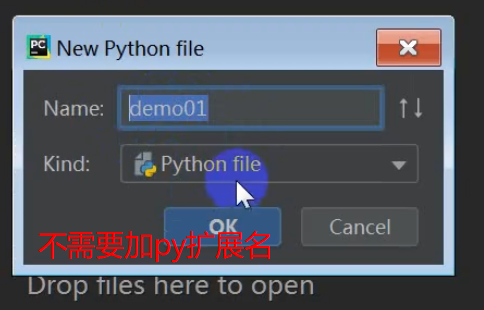 PC
New Python file
Name:
demo01
Kind:
Python file
OK
Cancel
不需要加py扩展名
Drop files here to open